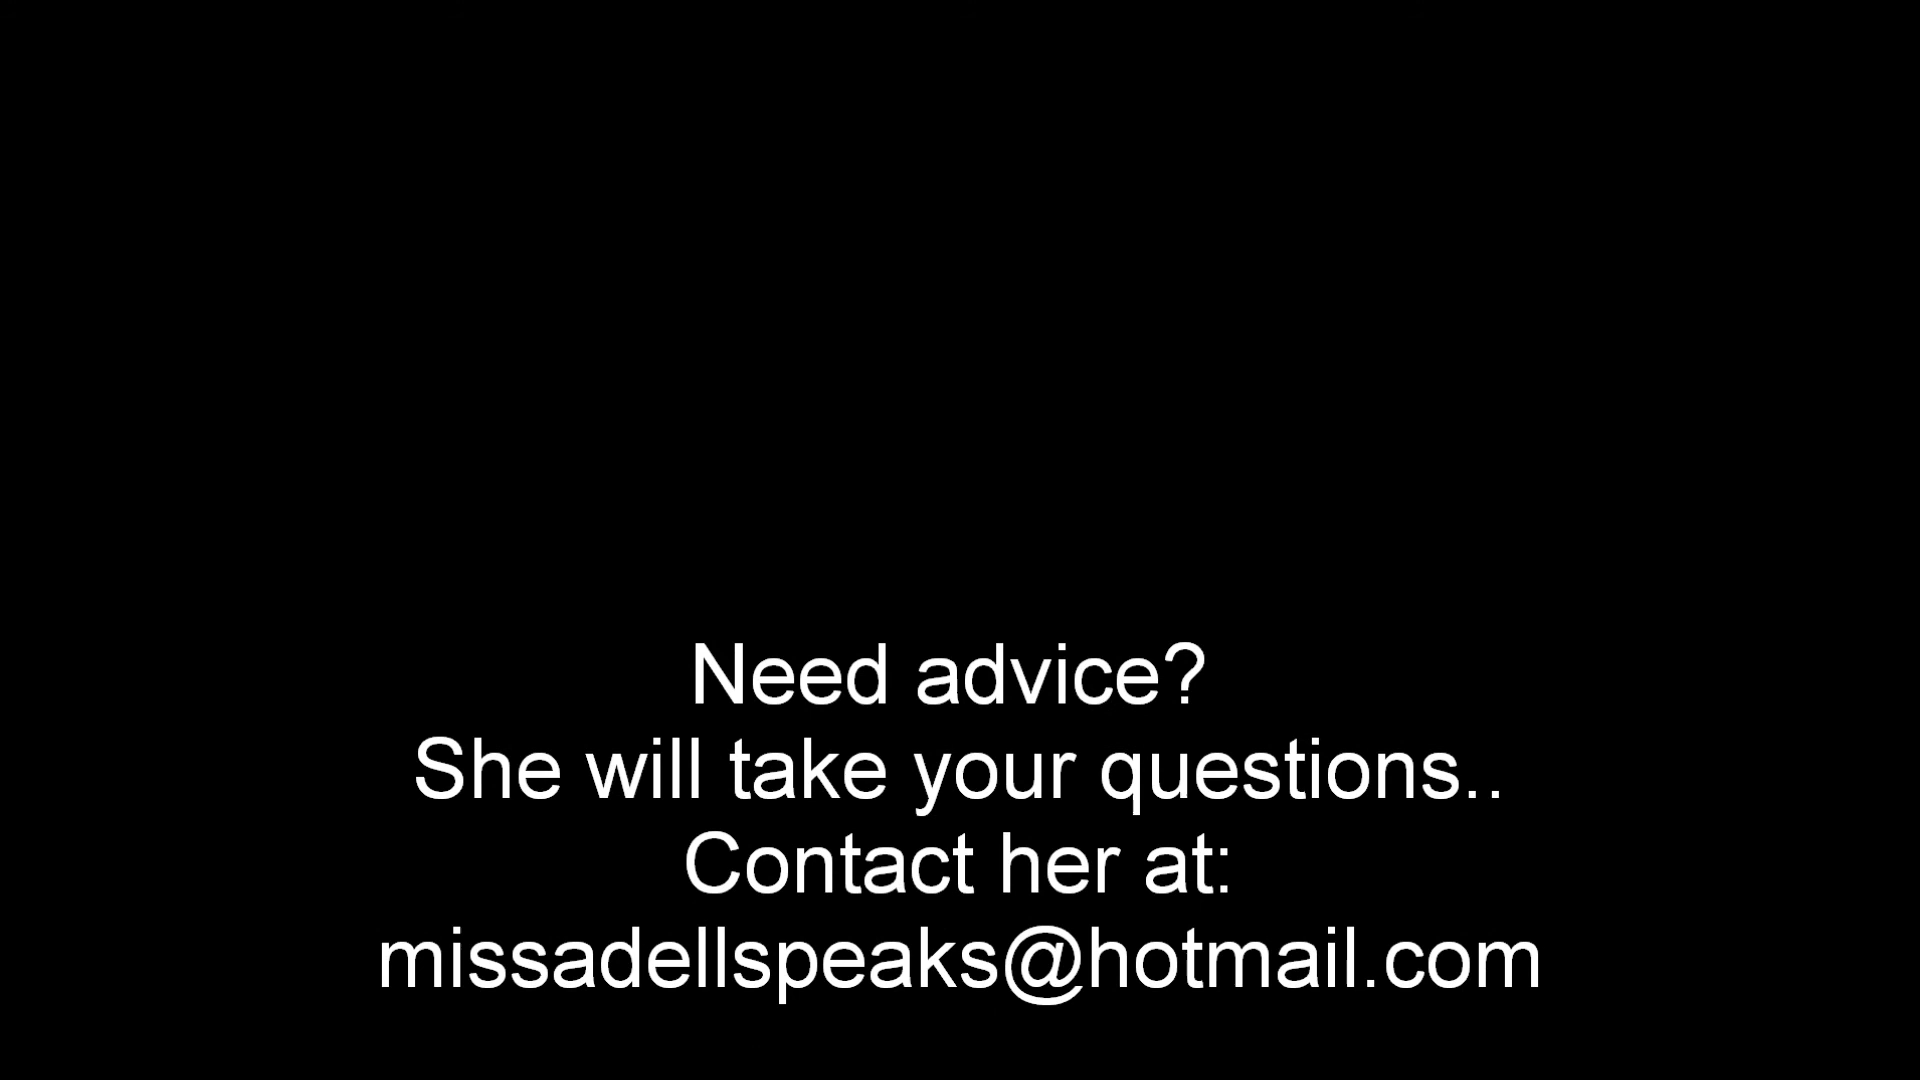 Need advice?
She will take your questions..
Contact her at:
missadellspeaks@hotmail.com